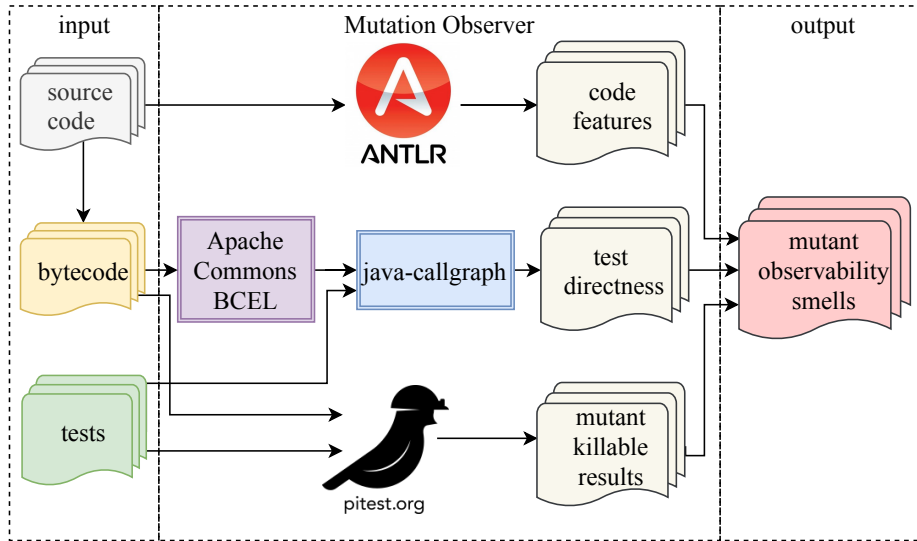 input
Mutation Observer
output
source
code
ANTLR
code
features
bytecode
Apache
Commons
BCEL
java-callgraph
test
directness
mutant
observability
smells
tests
pitest.org
mutant
killable
results